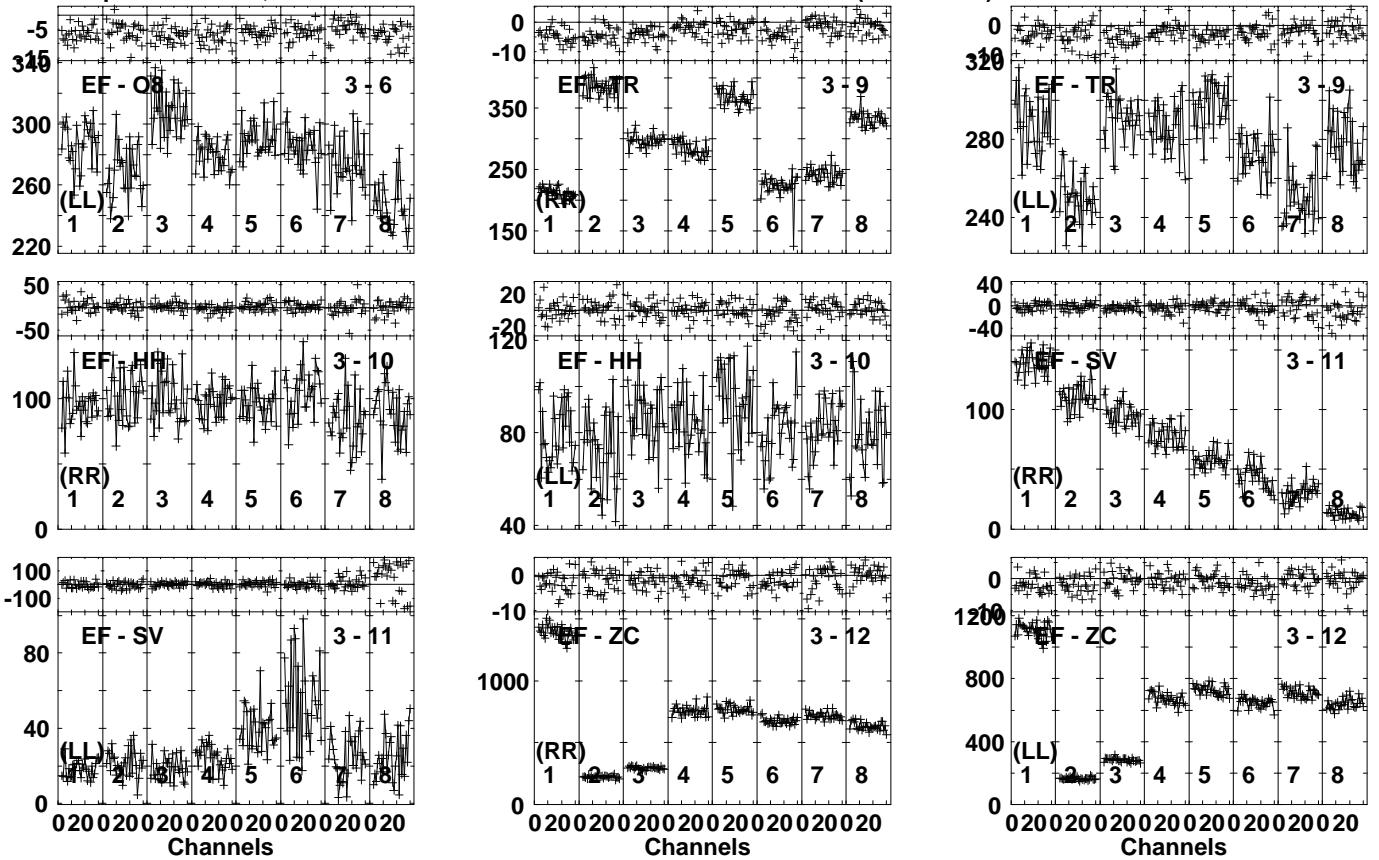 -5
-15
340
EF - O8 3 - 6
300
260
(LL)
1 2 3 4 5 6 7 8
220
0
-10
EF - TR 3 - 9
350
250
(RR)
1 2 3 4 5 6 7 8
150
0
-10
320
EF - TR 3 - 9
280
(LL)
240
1 2 3 4 5 6 7 8
50
-50
EF - HH 3 - 10
100
(RR)
1 2 3 4 5 6 7 8
0
20
-20
120
EF - HH 3 - 10
80
(LL)
1 2 3 4 5 6 7 8
40
40
0
-40
EF - SV 3 - 11
100
(RR)
1 2 3 4 5 6 7 8
0
100
-100
EF - SV 3 - 11
80
40
(LL)
1 2 3 4 5 6 7 8
0
0 20 0 20 0 20 0 20 0 20 0 20 0 20 0 20
Channels
0
-10
EF - ZC 3 - 12
1000
(RR)
1 2 3 4 5 6 7 8
0
0 20 0 20 0 20 0 20 0 20 0 20 0 20 0 20
Channels
0
-10
1200
EF - ZC 3 - 12
800
400
(LL)
1 2 3 4 5 6 7 8
0
0 20 0 20 0 20 0 20 0 20 0 20 0 20 0 20
Channels